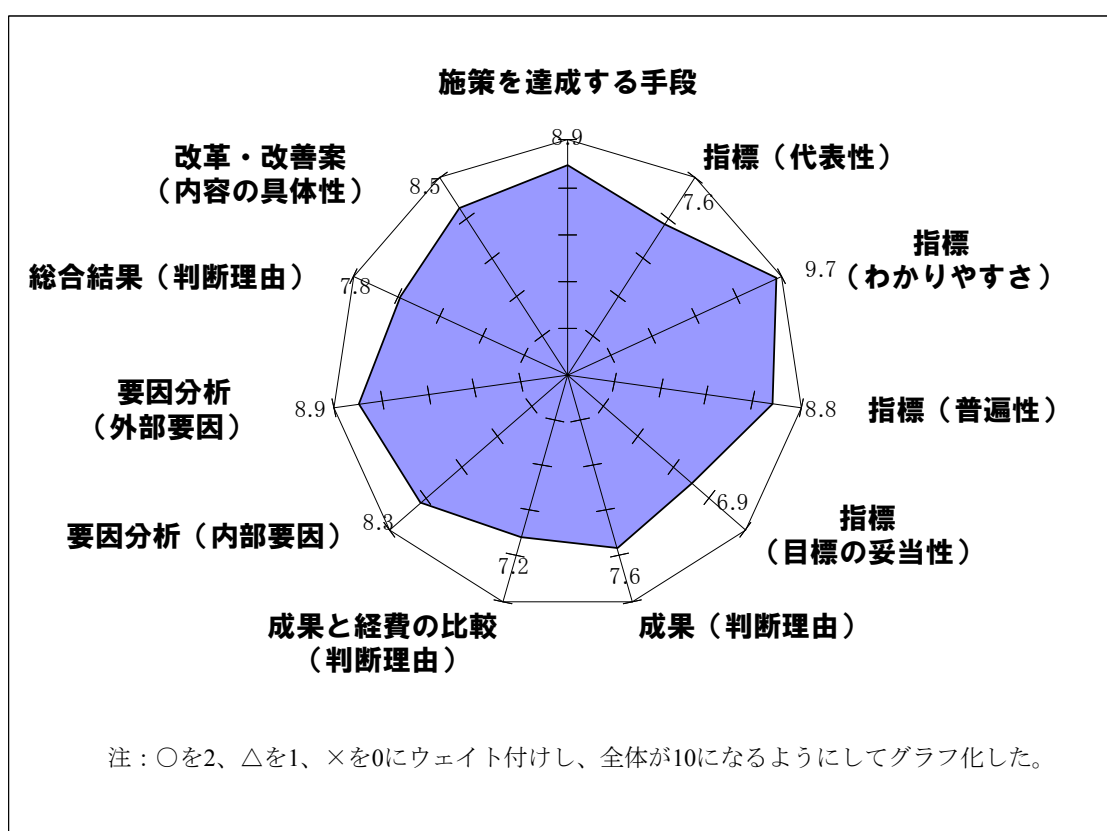 施策を達成する手段
8.9
指標（代表性）
7.6
指標
（わかりやすさ）
9.7
指標（普遍性）
8.8
指標
（目標の妥当性）
6.9
成果（判断理由）
7.6
成果と経費の比較
（判断理由）
7.2
要因分析（内部要因）
8.3
要因分析
（外部要因）
8.9
総合結果（判断理由）
7.8
改革・改善案
（内容の具体性）
8.5
注：○を2、△を1、×を0にウェイト付けし、全体が10になるようにしてグラフ化した。